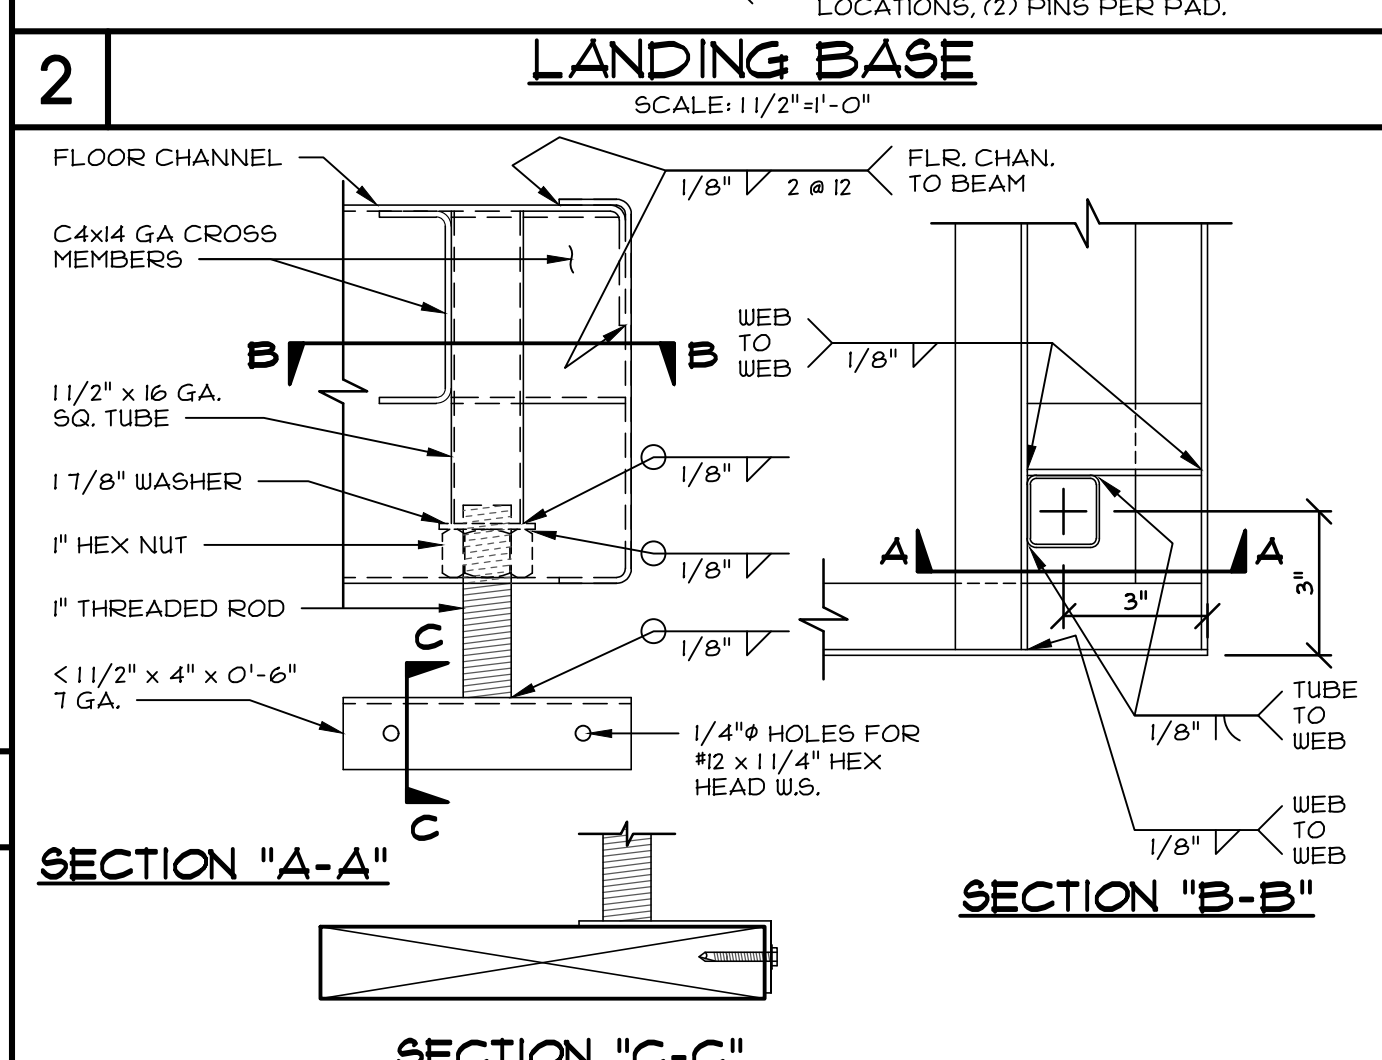 LOCATIONS, (2) PINS PER PAD.
2
LANDING BASE
SCALE: 1 1/2"=1'-0"
FLOOR CHANNEL
C4x14 GA CROSS
MEMBERS
B
B
1 1/2" x 16 GA.
SQ. TUBE
1 7/8" WASHER
1" HEX NUT
1" THREADED ROD
C
< 1 1/2" x 4" x 0'-6"
7 GA.
C
1/8" 2 @ 12
FLR. CHAN.
TO BEAM
1/8"
1/8"
1/8"
1/4"ø HOLES FOR
#12 x 1 1/4" HEX
HEAD W.S.
SECTION "A-A"
WEB
TO
WEB
1/8"
A
A
3"
3"
1/8"
TUBE
TO
WEB
1/8"
WEB
TO
WEB
SECTION "B-B"
SECTION "C-C"